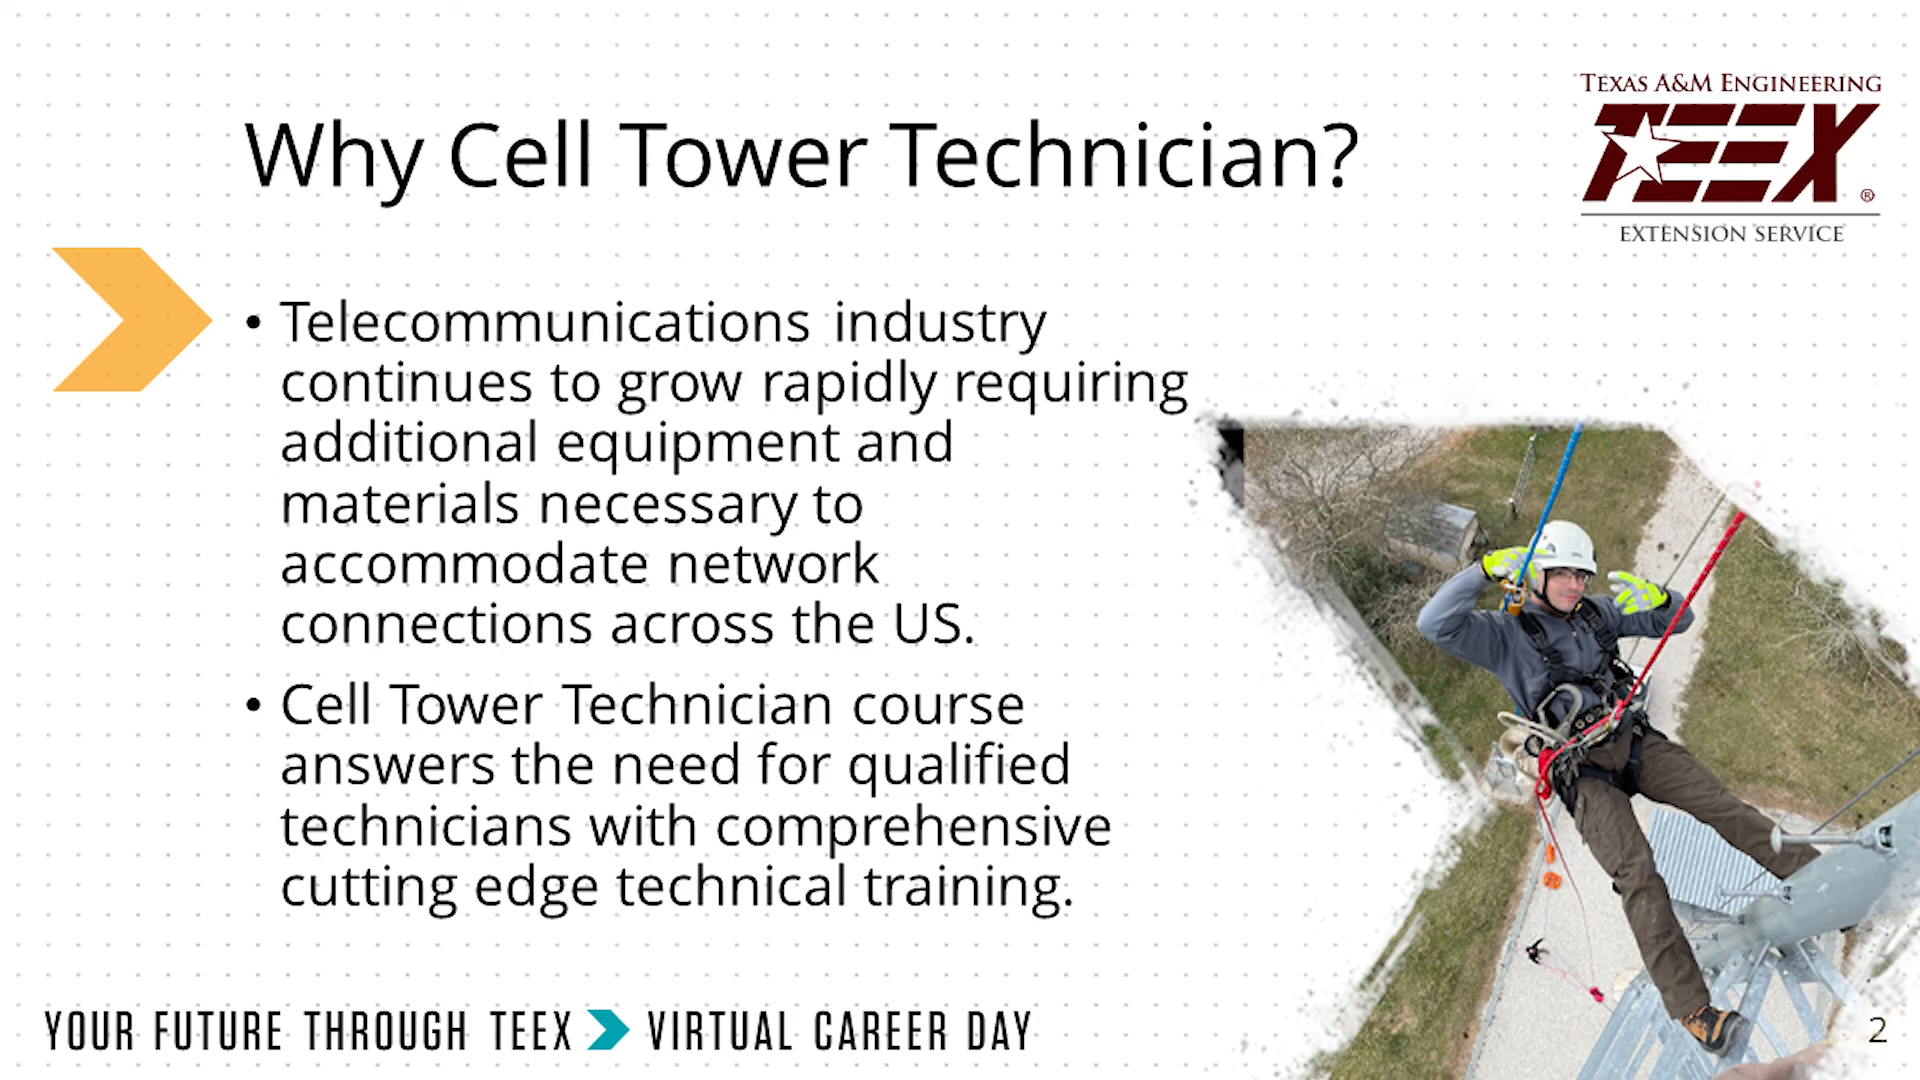 TEXAS A&M ENGINEERING
TEEX ®
EXTENSION SERVICE
Why Cell Tower Technician?
• Telecommunications industry
continues to grow rapidly requiring
additional equipment and
materials necessary to
accommodate network
connections across the US.
• Cell Tower Technician course
answers the need for qualified
technicians with comprehensive
cutting edge technical training.
YOUR FUTURE THROUGH TEEX VIRTUAL CAREER DAY
2